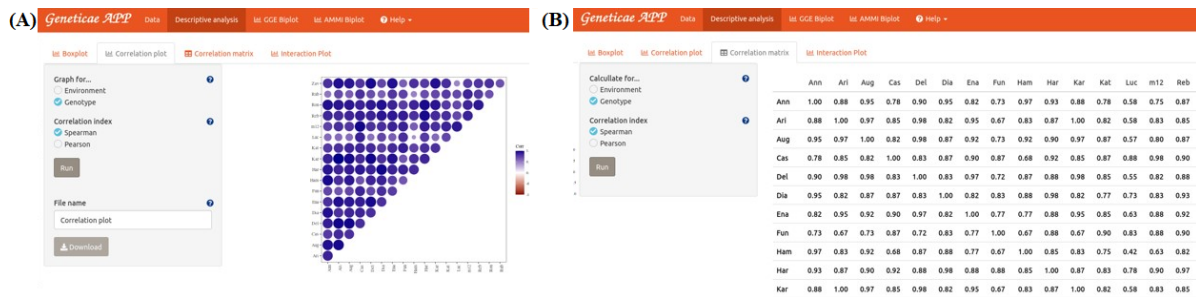 (A)
Geneticae APP Data Descriptive analysis GGE Biplot AMMI Biplot Help
Boxplot Correlation plot Correlation matrix Interaction Plot
Graph for...
Environment
Genotype
Correlation index
Spearman
Pearson
Run
File name
Correlation plot
Download
(B)
Geneticae APP Data Descriptive analysis GGE Biplot AMMI Biplot Help
Boxplot Correlation plot Correlation matrix Interaction Plot
Calcullate for...
Environment
Genotype
Correlation index
Spearman
Pearson
Run
Ann Ari Aug Cas Del Dia Ena Fun Ham Har Kar Kat Luc m12 Reb
Ann 1.00 0.88 0.95 0.78 0.90 0.95 0.82 0.73 0.97 0.93 0.88 0.78 0.58 0.75 0.87
Ari 0.88 1.00 0.97 0.85 0.98 0.82 0.95 0.67 0.83 0.87 1.00 0.82 0.58 0.83 0.85
Aug 0.95 0.97 1.00 0.82 0.98 0.87 0.92 0.73 0.92 0.90 0.97 0.87 0.57 0.80 0.87
Cas 0.78 0.85 0.82 1.00 0.83 0.87 0.90 0.87 0.68 0.92 0.85 0.87 0.88 0.98 0.90
Del 0.90 0.98 0.98 0.83 1.00 0.83 0.97 0.72 0.87 0.88 0.98 0.85 0.55 0.82 0.88
Dia 0.95 0.82 0.87 0.87 0.83 1.00 0.82 0.83 0.88 0.98 0.82 0.77 0.73 0.83 0.93
Ena 0.82 0.95 0.92 0.90 0.97 0.82 1.00 0.77 0.77 0.88 0.95 0.85 0.63 0.88 0.92
Fun 0.73 0.67 0.73 0.87 0.72 0.83 0.77 1.00 0.67 0.88 0.67 0.90 0.83 0.88 0.90
Ham 0.97 0.83 0.92 0.68 0.87 0.88 0.77 0.67 1.00 0.85 0.83 0.75 0.42 0.63 0.82
Har 0.93 0.87 0.90 0.92 0.88 0.98 0.88 0.88 0.85 1.00 0.87 0.83 0.78 0.90 0.97
Kar 0.88 1.00 0.97 0.85 0.98 0.82 0.95 0.67 0.83 0.87 1.00 0.82 0.58 0.83 0.85